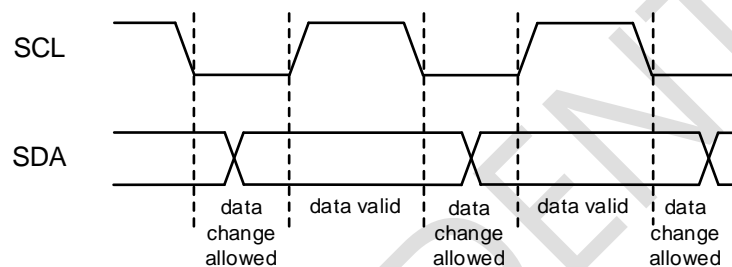 SCL
SDA
data
change
allowed
data valid
data
change
allowed
data valid
data
change
allowed